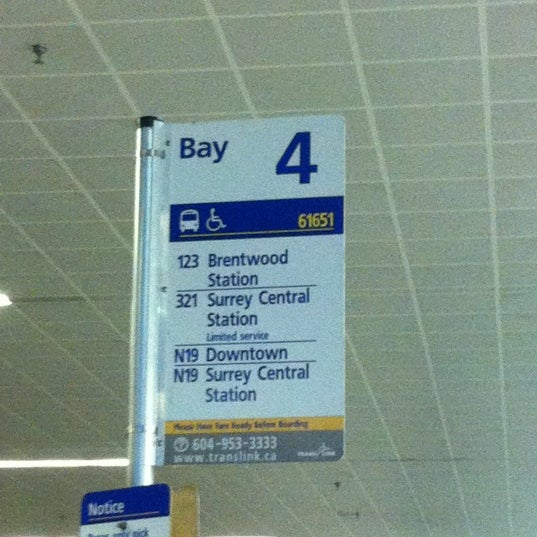 Bay 4
61651
123 Brentwood
Station
321 Surrey Central
Station
Limited service
N19 Downtown
N19 Surrey Central
Station
Please Have Fare Ready Before Boarding
604-953-3333
www.translink.ca
Notice